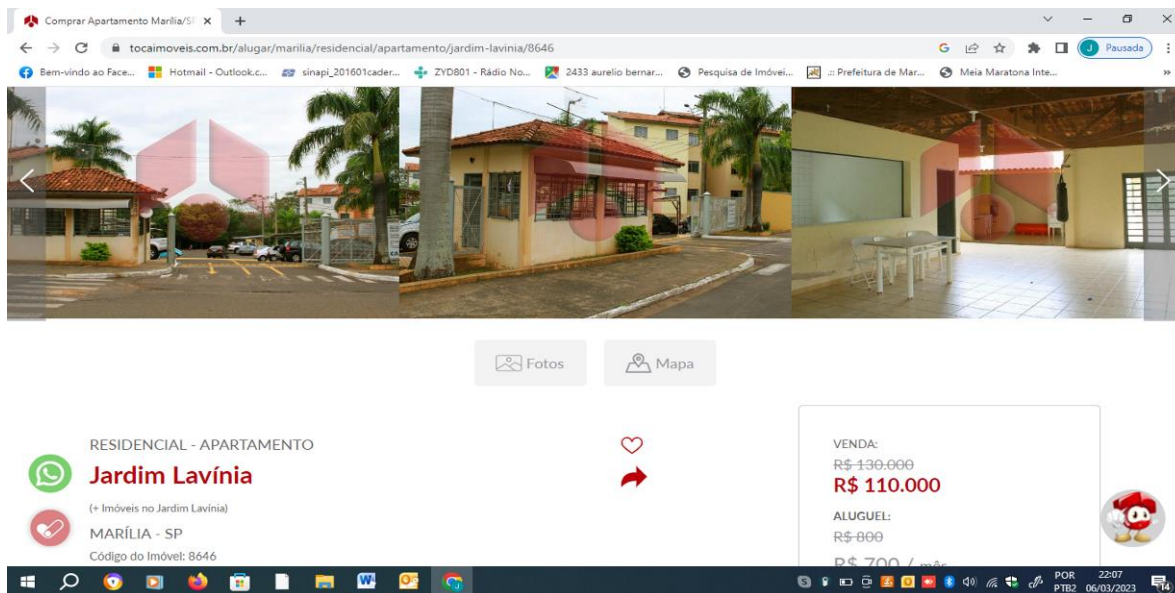 Comprar Apartamento Marília/S
tocaimoveis.com.br/alugar/marilia/residencial/apartamento/jardim-lavinia/8646
J Pausada
Bem-vindo ao Face... Hotmail - Outlook.c... sinapi_201601cader... ZYD801 - Rádio No... 2433 aurelio bernar... Pesquisa de Imóvei... .:: Prefeitura de Mar... Meia Maratona Inte... »
Fotos Mapa
RESIDENCIAL - APARTAMENTO
Jardim Lavínia
(+ Imóveis no Jardim Lavínia)
MARÍLIA - SP
Código do Imóvel: 8646
VENDA:
R$ 130.000
R$ 110.000
ALUGUEL:
R$ 800
R$ 700 / mês
POR 22:07
PTB2 06/03/2023